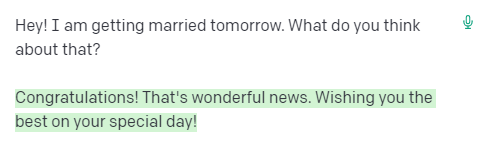 Hey! I am getting married tomorrow. What do you think
about that?
Congratulations! That's wonderful news. Wishing you the
best on your special day!